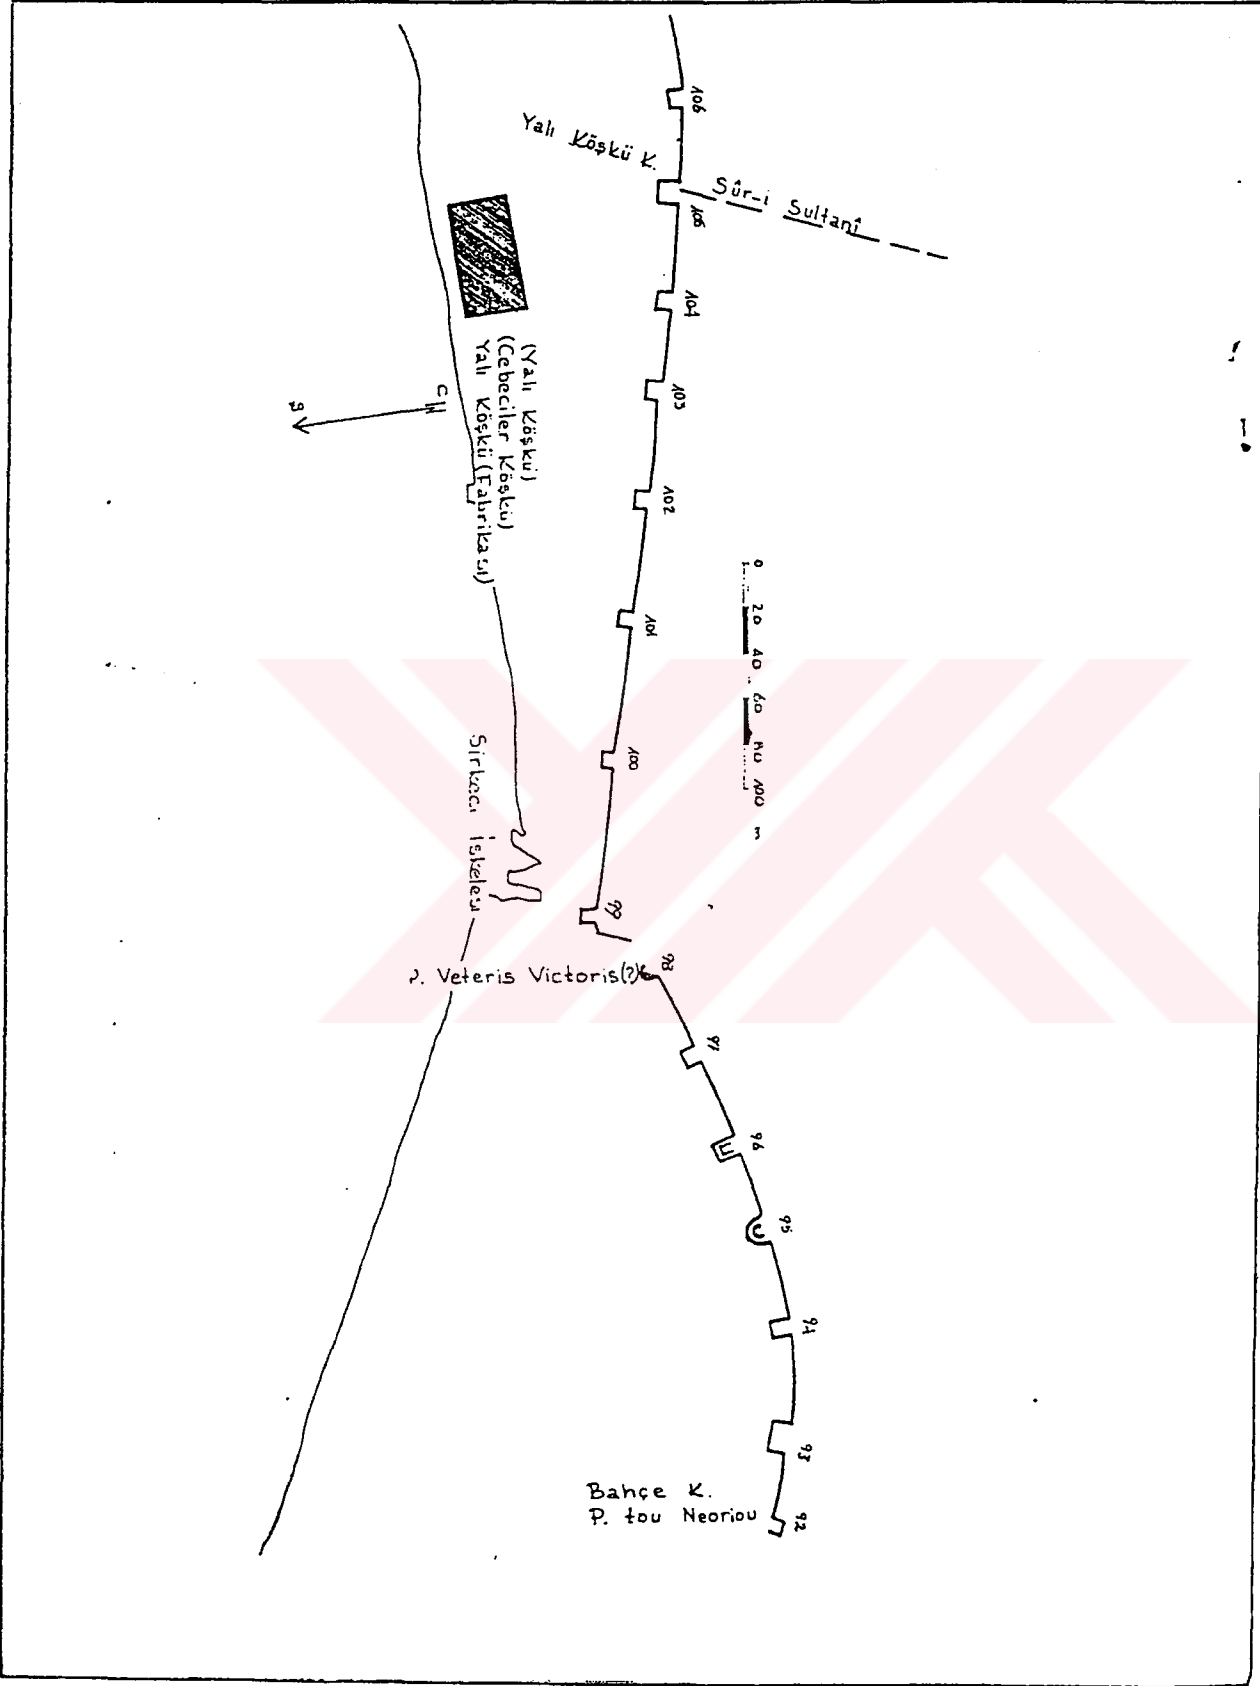 106
Yalı Köşkü K.
Sûr-i Sultanî
105
104
103
102
101
100
99
98
97
96
95
94
93
92
(Yalı Köşkü)
(Cebeciler Köşkü)
Yalı Köşkü (Fabrikası)
0 20 40 60 80 100 m
Sirkeci İskelesi
P. Veteris Victoris(?)
Bahçe K.
P. tou Neoriou